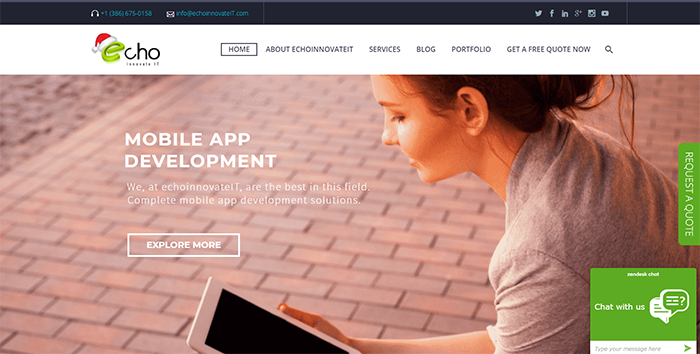 +1 (386) 675-0158 info@echoinnovateit.com
echo
innovate IT
HOME ABOUT ECHOINNOVATEIT SERVICES BLOG PORTFOLIO GET A FREE QUOTE NOW
MOBILE APP
DEVELOPMENT
We, at echoinnovateIT, are the best in this field.
Complete mobile app development solutions.
EXPLORE MORE
REQUEST A QUOTE
zendesk chat
Chat with us
Type your message here